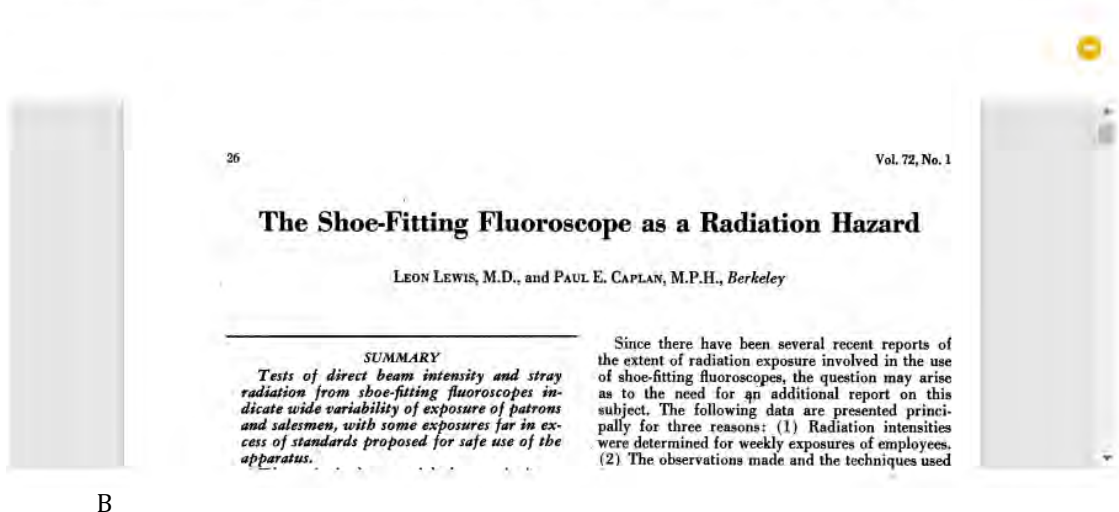 26
Vol. 72, No. 1
The Shoe-Fitting Fluoroscope as a Radiation Hazard
LEON LEWIS, M.D., and PAUL E. CAPLAN, M.P.H., Berkeley
SUMMARY
Tests of direct beam intensity and stray
radiation from shoe-fitting fluoroscopes in-
dicate wide variability of exposure of patrons
and salesmen, with some exposures far in ex-
cess of standards proposed for safe use of the
apparatus.
Since there have been several recent reports of
the extent of radiation exposure involved in the use
of shoe-fitting fluoroscopes, the question may arise
as to the need for an additional report on this
subject. The following data are presented princi-
pally for three reasons: (1) Radiation intensities
were determined for weekly exposures of employees.
(2) The observations made and the techniques used
B